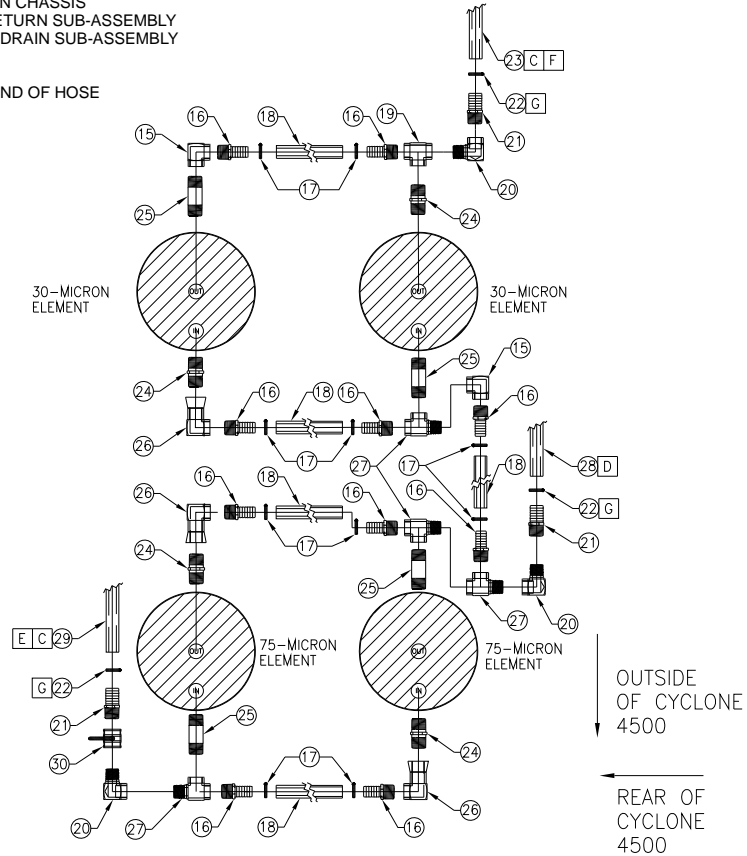 N CHASSIS
ETURN SUB-ASSEMBLY
DRAIN SUB-ASSEMBLY
ND OF HOSE
23 C F
22 G
16 18 16 19
21
15
17
20
25
24
OUT OUT
30-MICRON
ELEMENT
30-MICRON
ELEMENT
IN IN
25
15
24
16 18 16
16
26
17
27
17
18
28 D
26
16 18
16
16
22 G
24
17
21
25
27
20
E C 29
OUT OUT
75-MICRON
ELEMENT
75-MICRON
ELEMENT
G 22
IN IN
OUTSIDE
OF CYCLONE
4500
21
25
24
30
17
20
27
16
18
16
26
REAR OF
CYCLONE
4500